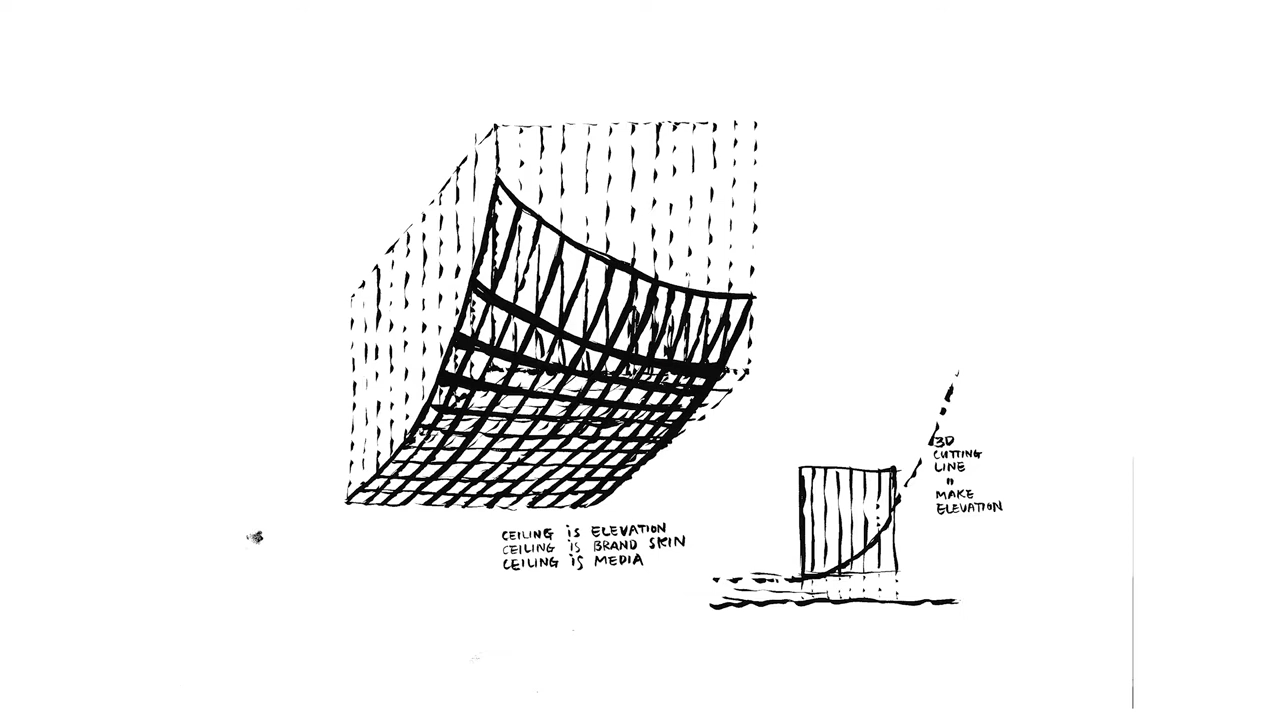 CEILING iS ELEVATION
CEILING iS BRAND SKIN
CEILING iS MEDIA
3D
CUTTING
LINE
"
MAKE
ELEVATION